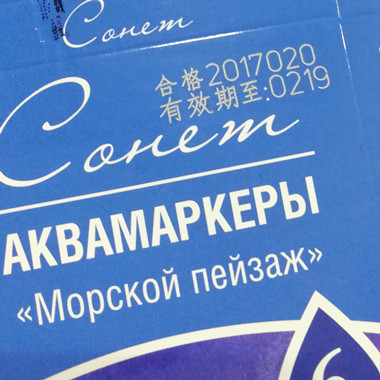 Сонет
合格2017020
有效期至.0219
Сонет
АКВАМАРКЕРЫ
«Морской пейзаж»